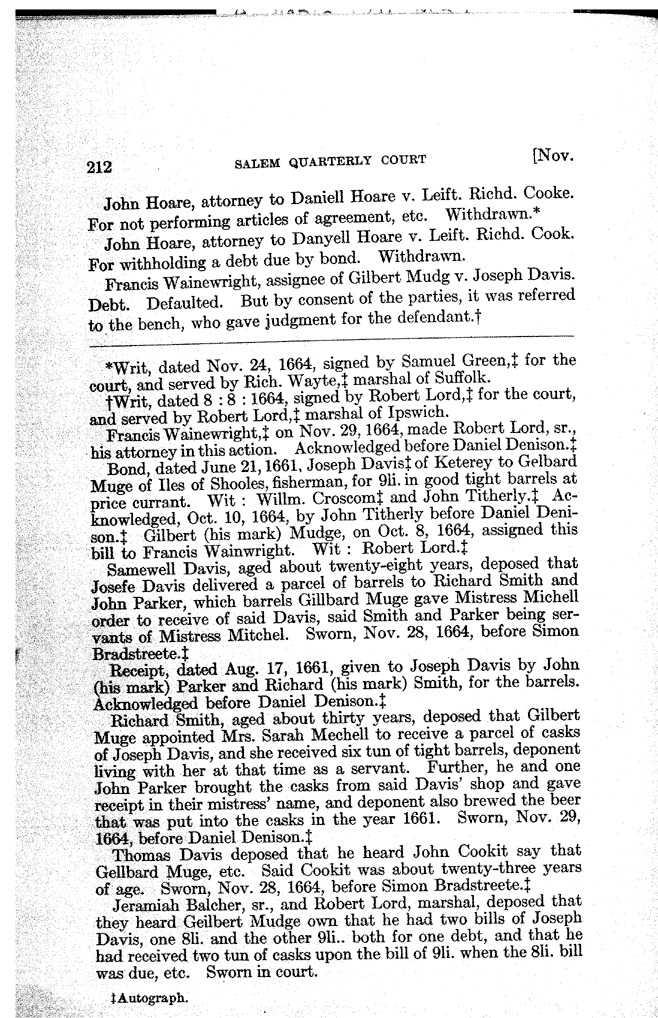 212 SALEM QUARTERLY COURT [Nov.
John Hoare, attorney to Daniell Hoare v. Leift. Richd. Cooke.
For not performing articles of agreement, etc. Withdrawn.*
John Hoare, attorney to Danyell Hoare v. Leift. Richd. Cook.
For withholding a debt due by bond. Withdrawn.
Francis Wainewright, assignee of Gilbert Mudg v. Joseph Davis.
Debt. Defaulted. But by consent of the parties, it was referred
to the bench, who gave judgment for the defendant.†
*Writ, dated Nov. 24, 1664, signed by Samuel Green,‡ for the
court, and served by Rich. Wayte,‡ marshal of Suffolk.
†Writ, dated 8 : 8 : 1664, signed by Robert Lord,‡ for the court,
and served by Robert Lord,‡ marshal of Ipswich.
Francis Wainewright,‡ on Nov. 29, 1664, made Robert Lord, sr.,
his attorney in this action. Acknowledged before Daniel Denison.‡
Bond, dated June 21, 1661, Joseph Davis‡ of Keterey to Gelbard
Muge of Iles of Shooles, fisherman, for 9li. in good tight barrels at
price currant. Wit : Willm. Croscom‡ and John Titherly.‡ Ac-
knowledged, Oct. 10, 1664, by John Titherly before Daniel Deni-
son.‡ Gilbert (his mark) Mudge, on Oct. 8, 1664, assigned this
bill to Francis Wainwright. Wit : Robert Lord.‡
Samewell Davis, aged about twenty-eight years, deposed that
Josefe Davis delivered a parcel of barrels to Richard Smith and
John Parker, which barrels Gillbard Muge gave Mistress Michell
order to receive of said Davis, said Smith and Parker being ser-
vants of Mistress Mitchel. Sworn, Nov. 28, 1664, before Simon
Bradstreete.‡
Receipt, dated Aug. 17, 1661, given to Joseph Davis by John
(his mark) Parker and Richard (his mark) Smith, for the barrels.
Acknowledged before Daniel Denison.‡
Richard Smith, aged about thirty years, deposed that Gilbert
Muge appointed Mrs. Sarah Mechell to receive a parcel of casks
of Joseph Davis, and she received six tun of tight barrels, deponent
living with her at that time as a servant. Further, he and one
John Parker brought the casks from said Davis' shop and gave
receipt in their mistress' name, and deponent also brewed the beer
that was put into the casks in the year 1661. Sworn, Nov. 29,
1664, before Daniel Denison.‡
Thomas Davis deposed that he heard John Cookit say that
Gellbard Muge, etc. Said Cookit was about twenty-three years
of age. Sworn, Nov. 28, 1664, before Simon Bradstreete.‡
Jeramiah Balcher, sr., and Robert Lord, marshal, deposed that
they heard Geilbert Mudge own that he had two bills of Joseph
Davis, one 8li. and the other 9li.. both for one debt, and that he
had received two tun of casks upon the bill of 9li. when the 8li. bill
was due, etc. Sworn in court.
‡Autograph.